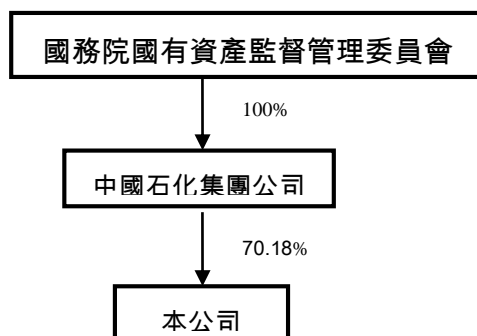 國務院國有資產監督管理委員會
100%
中國石化集團公司
70.18%
本公司